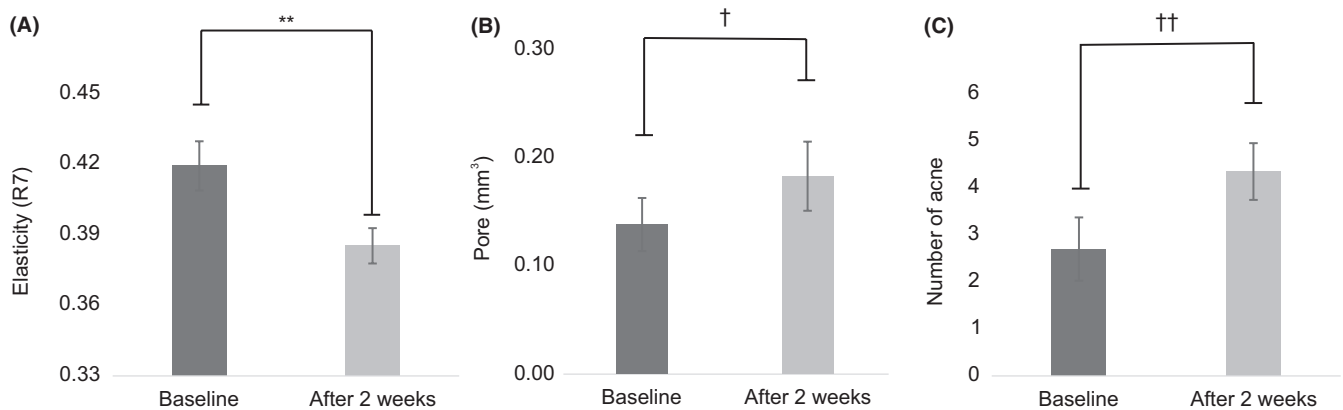 (A)
**
Elasticity (R7)
0.45
0.42
0.39
0.36
0.33
Baseline
After 2 weeks
(B)
†
Pore (mm³)
0.30
0.20
0.10
0.00
Baseline
After 2 weeks
(C)
††
Number of acne
6
5
4
3
2
1
0
Baseline
After 2 weeks